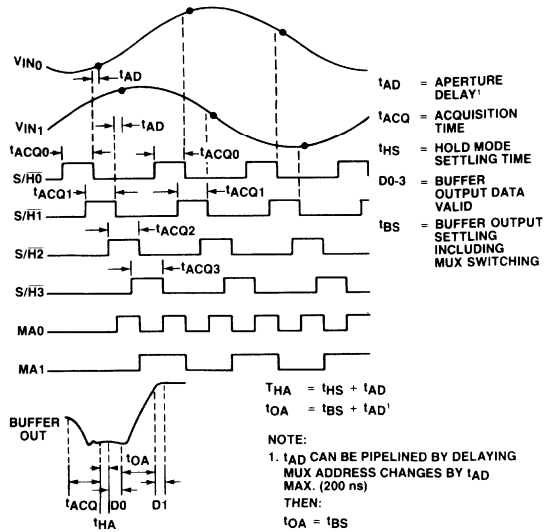 VIN0
tAD
tAD = APERTURE
DELAY1
VIN1
tAD
tACQ = ACQUISITION
TIME
tACQ0
tACQ0
tHS = HOLD MODE
SETTLING TIME
S/H0
D0-3 = BUFFER
OUTPUT DATA
VALID
tACQ1
tACQ1
S/H1
tBS = BUFFER OUTPUT
SETTLING
INCLUDING
MUX SWITCHING
tACQ2
S/H2
tACQ3
S/H3
MA0
MA1
THA = tHS + tAD
tOA = tBS + tAD1
BUFFER
OUT
NOTE:
1. tAD CAN BE PIPELINED BY DELAYING
MUX ADDRESS CHANGES BY tAD
MAX. (200 ns)
THEN:
tOA = tBS
tOA
tACQ
D0
D1
tHA